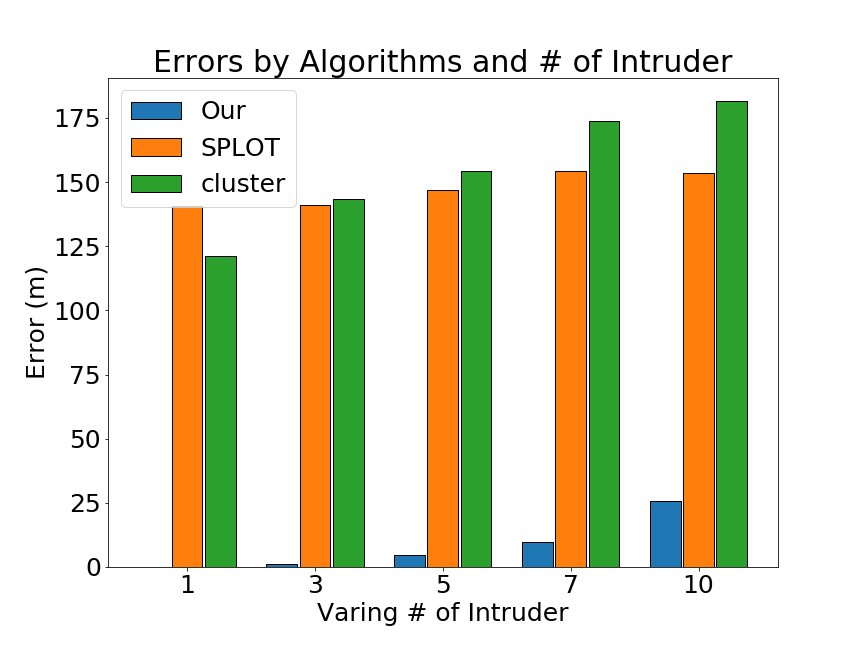 Errors by Algorithms and # of Intruder
Our
SPLOT
cluster
175
150
125
100
75
50
25
0
Error (m)
1 3 5 7 10
Varing # of Intruder